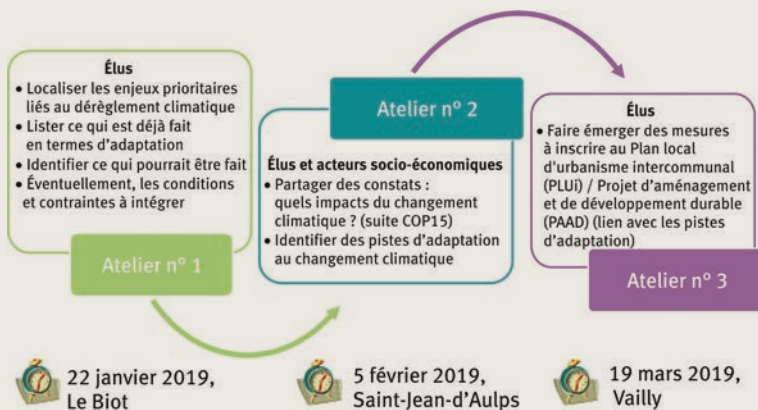 Élus
• Localiser les enjeux prioritaires
liés au dérèglement climatique
• Lister ce qui est déjà fait
en termes d'adaptation
• Identifier ce qui pourrait être fait
• Éventuellement, les conditions
et contraintes à intégrer
Atelier n° 1
22 janvier 2019,
Le Biot
Atelier n° 2
Élus et acteurs socio-économiques
• Partager des constats :
quels impacts du changement
climatique ? (suite COP15)
• Identifier des pistes d'adaptation
au changement climatique
5 février 2019,
Saint-Jean-d'Aulps
Élus
• Faire émerger des mesures
à inscrire au Plan local
d'urbanisme intercommunal
(PLUi) / Projet d'aménagement
et de développement durable
(PAAD) (lien avec les pistes
d'adaptation)
Atelier n° 3
19 mars 2019,
Vailly